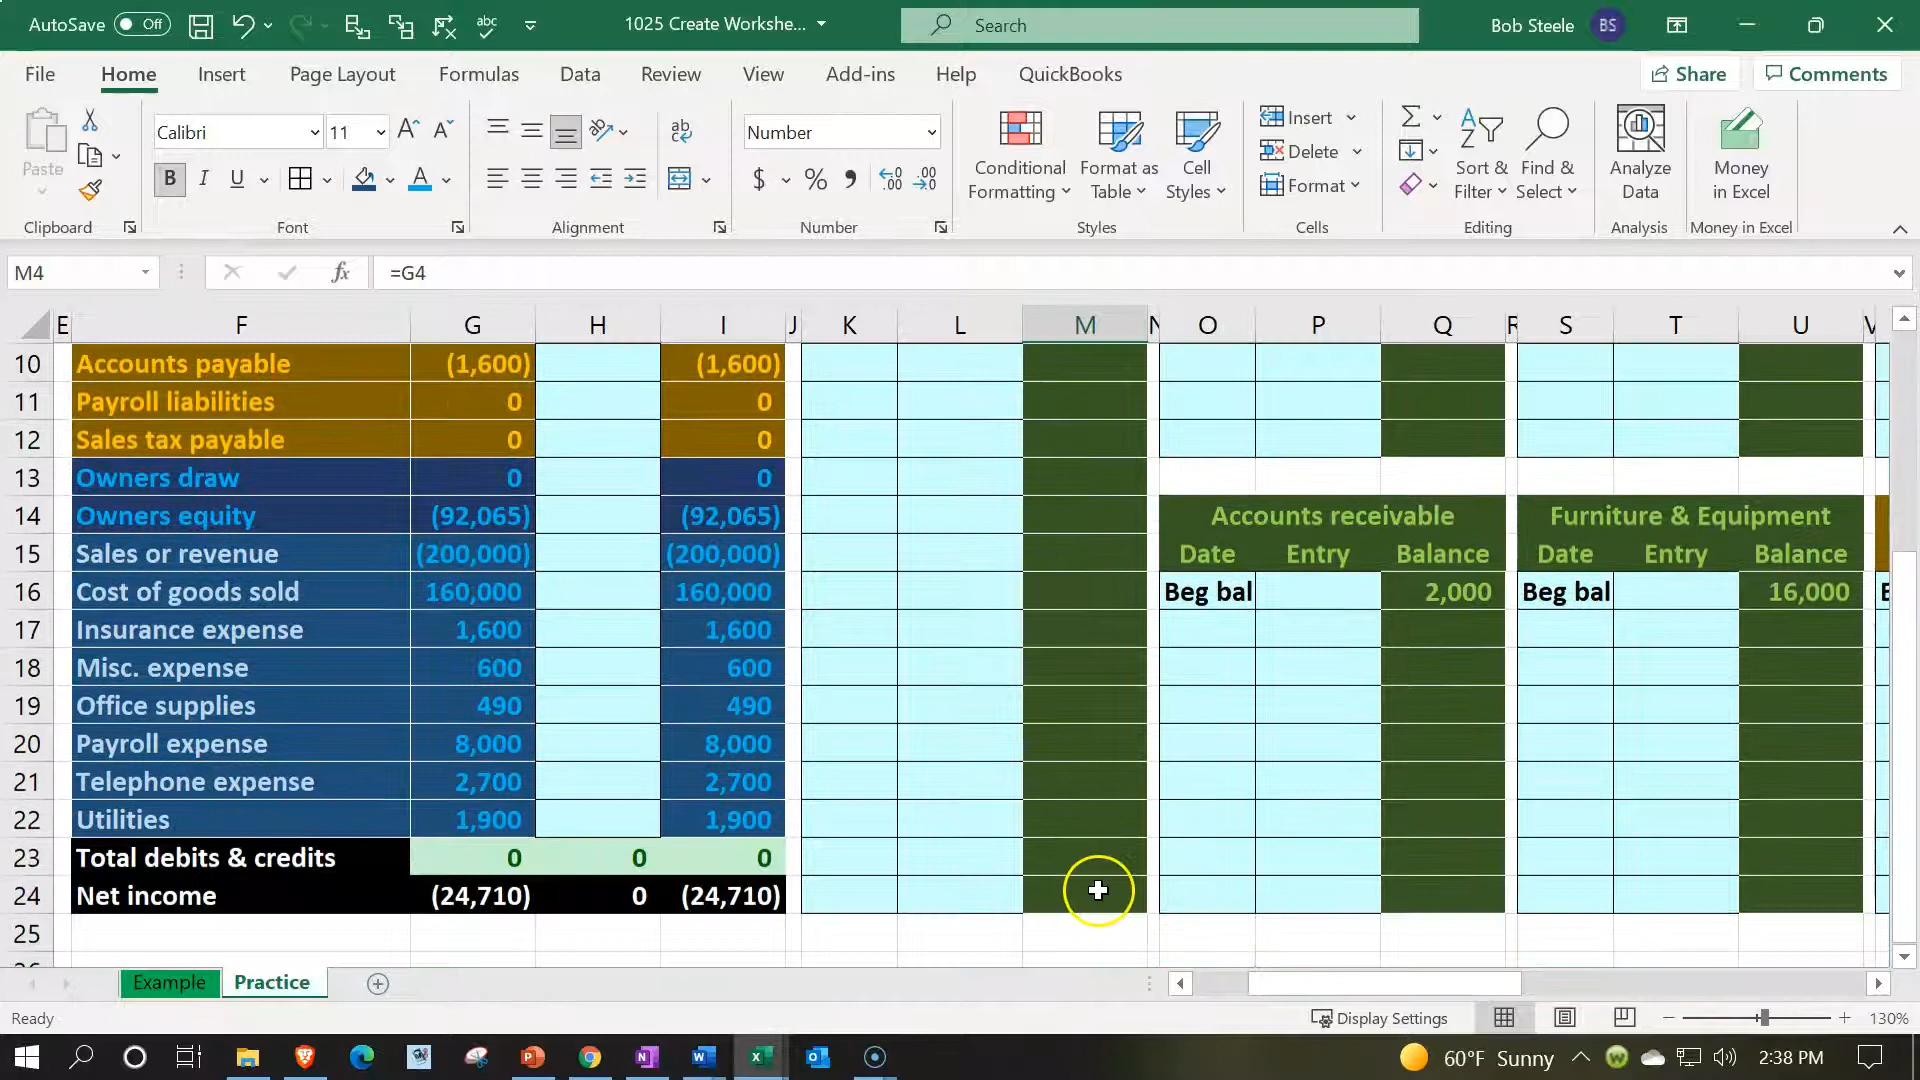 AutoSave Off 1025 Create Workshe... Search Bob Steele BS
File Home Insert Page Layout Formulas Data Review View Add-ins Help QuickBooks Share Comments
Calibri 11 Number Insert
Delete
Format
Paste
Conditional Formatting Format as Table Cell Styles Sort & Filter Find & Select Analyze Data Money in Excel
Clipboard Font Alignment Number Styles Cells Editing Analysis Money in Excel
M4 fx =G4
E F G H I J K L M N O P Q R S T U V
10 Accounts payable (1,600) (1,600)
11 Payroll liabilities 0 0
12 Sales tax payable 0 0
13 Owners draw 0 0
14 Owners equity (92,065) (92,065) Accounts receivable Furniture & Equipment
15 Sales or revenue (200,000) (200,000) Date Entry Balance Date Entry Balance
16 Cost of goods sold 160,000 160,000 Beg bal 2,000 Beg bal 16,000
17 Insurance expense 1,600 1,600
18 Misc. expense 600 600
19 Office supplies 490 490
20 Payroll expense 8,000 8,000
21 Telephone expense 2,700 2,700
22 Utilities 1,900 1,900
23 Total debits & credits 0 0 0
24 Net income (24,710) 0 (24,710)
25
Example Practice
Ready Display Settings 130%
60°F Sunny 2:38 PM